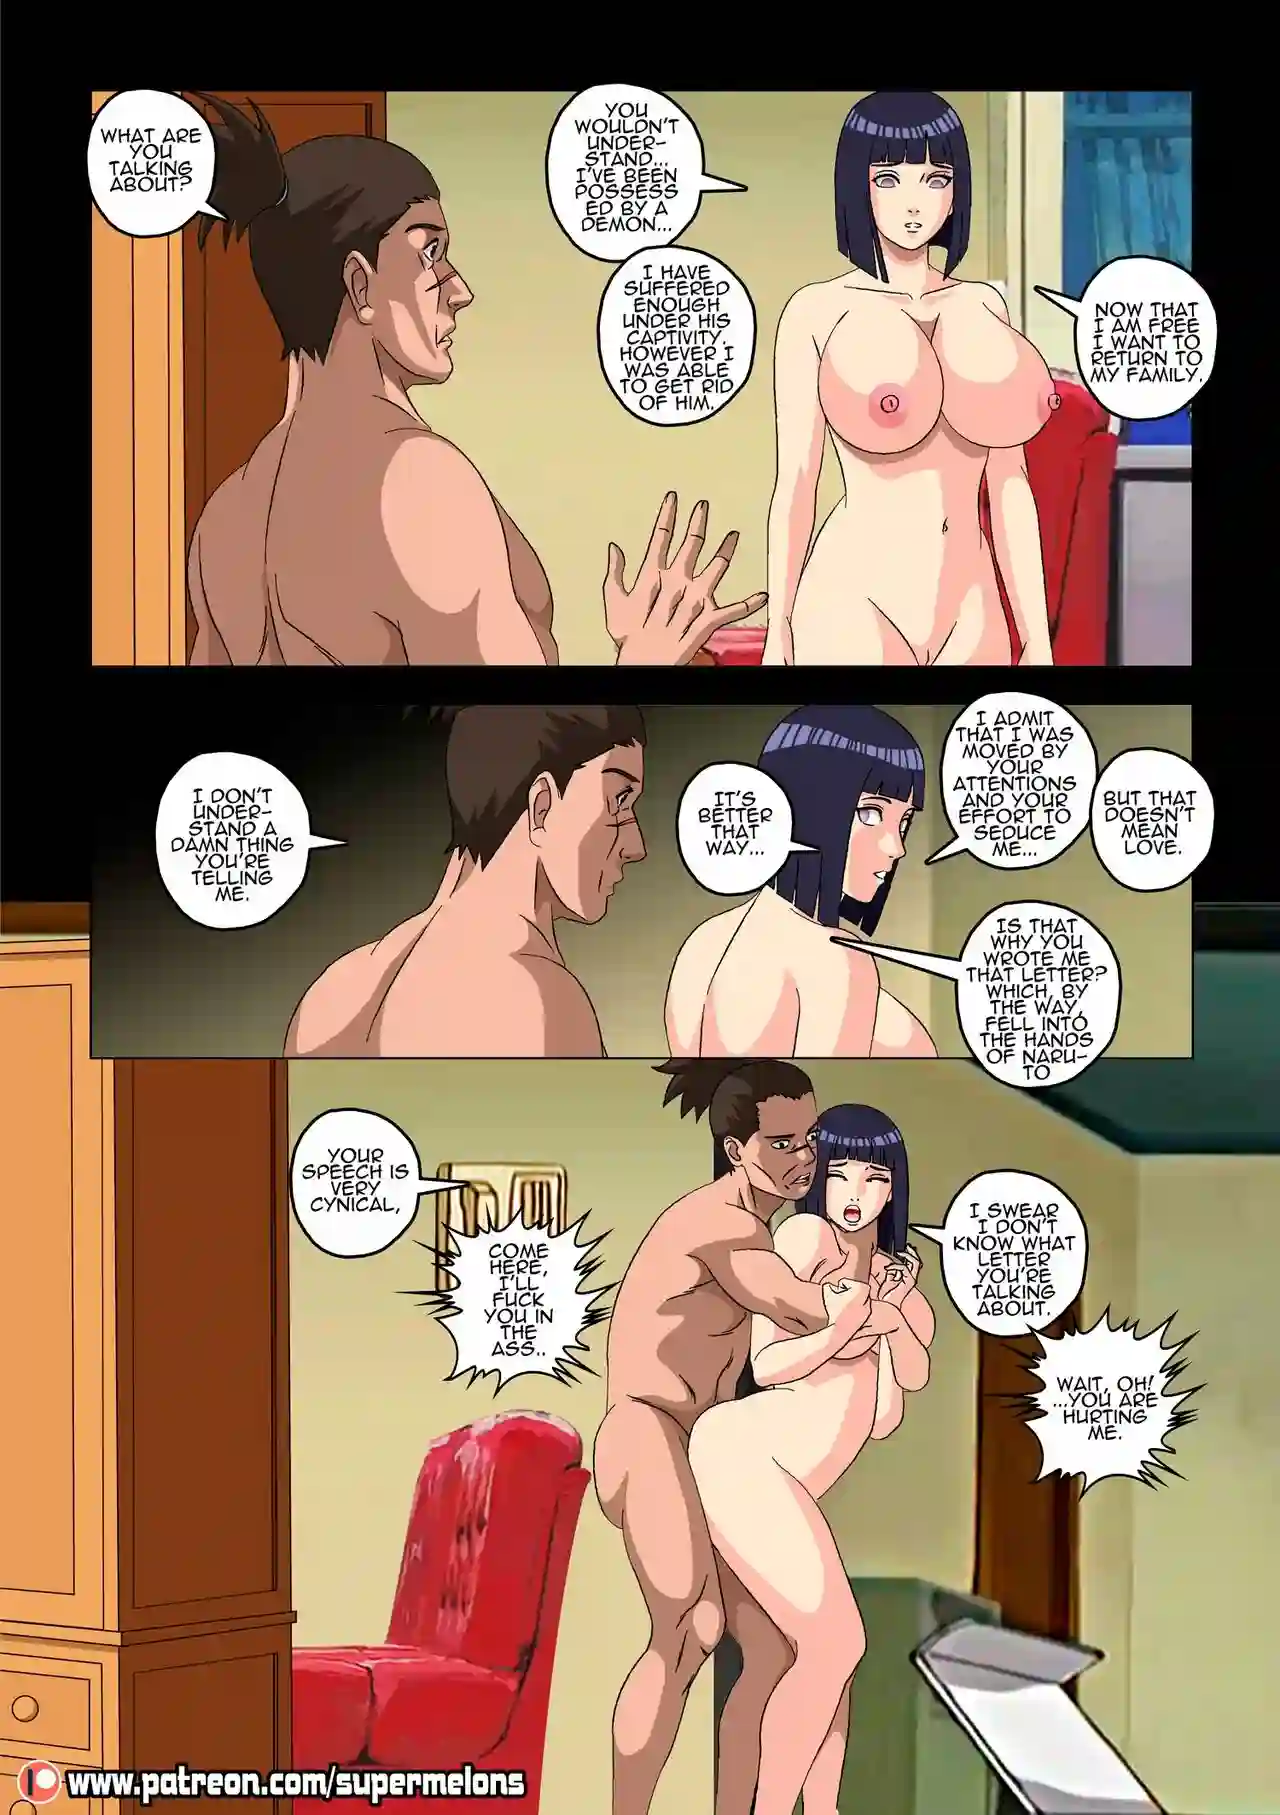 WHAT ARE
YOU
TALKING
ABOUT?
YOU
WOULDN'T
UNDER-
STAND...
I'VE BEEN
POSSESS
ED BY A
DEMON...
I HAVE
SUFFERED
ENOUGH
UNDER HIS
CAPTIVITY.
HOWEVER I
WAS ABLE
TO GET RID
OF HIM.
NOW THAT
I AM FREE
I WANT TO
RETURN TO
MY FAMILY.
I DON'T
UNDER-
STAND A
DAMN THING
YOU'RE
TELLING
ME.
IT'S
BETTER
THAT
WAY...
I ADMIT
THAT I WAS
MOVED BY
YOUR
ATTENTIONS
AND YOUR
EFFORT TO
SEDUCE
ME...
BUT THAT
DOESN'T
MEAN
LOVE.
IS THAT
WHY YOU
WROTE ME
THAT LETTER?
WHICH, BY
THE WAY,
FELL INTO
THE HANDS
OF NARU-
TO
YOUR
SPEECH IS
VERY
CYNICAL,
COME
HERE,
I'LL
FUCK
YOU IN
THE
ASS..
I SWEAR
I DON'T
KNOW WHAT
LETTER
YOU'RE
TALKING
ABOUT.
WAIT, OH!
...YOU ARE
HURTING
ME.
www.patreon.com/supermelons